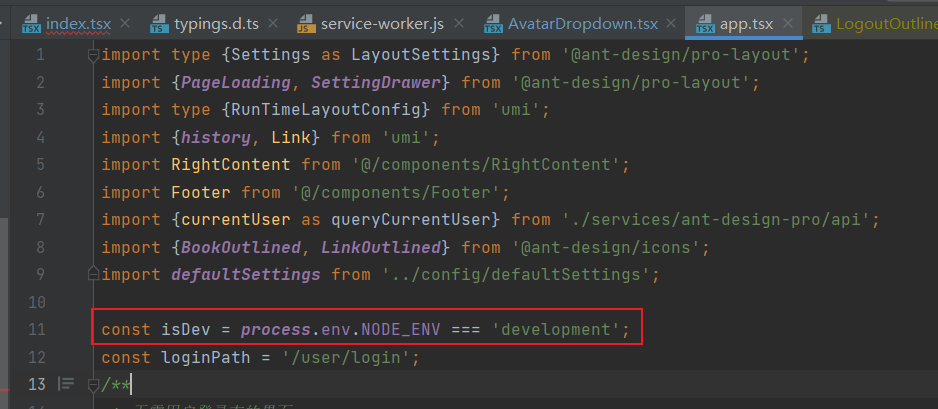 index.tsx typings.d.ts service-worker.js AvatarDropdown.tsx app.tsx LogoutOutline
1 import type {Settings as LayoutSettings} from '@ant-design/pro-layout';
2 import {PageLoading, SettingDrawer} from '@ant-design/pro-layout';
3 import type {RunTimeLayoutConfig} from 'umi';
4 import {history, Link} from 'umi';
5 import RightContent from '@/components/RightContent';
6 import Footer from '@/components/Footer';
7 import {currentUser as queryCurrentUser} from './services/ant-design-pro/api';
8 import {BookOutlined, LinkOutlined} from '@ant-design/icons';
9 import defaultSettings from '../config/defaultSettings';
10
11 const isDev = process.env.NODE_ENV === 'development';
12 const loginPath = '/user/login';
13 /**